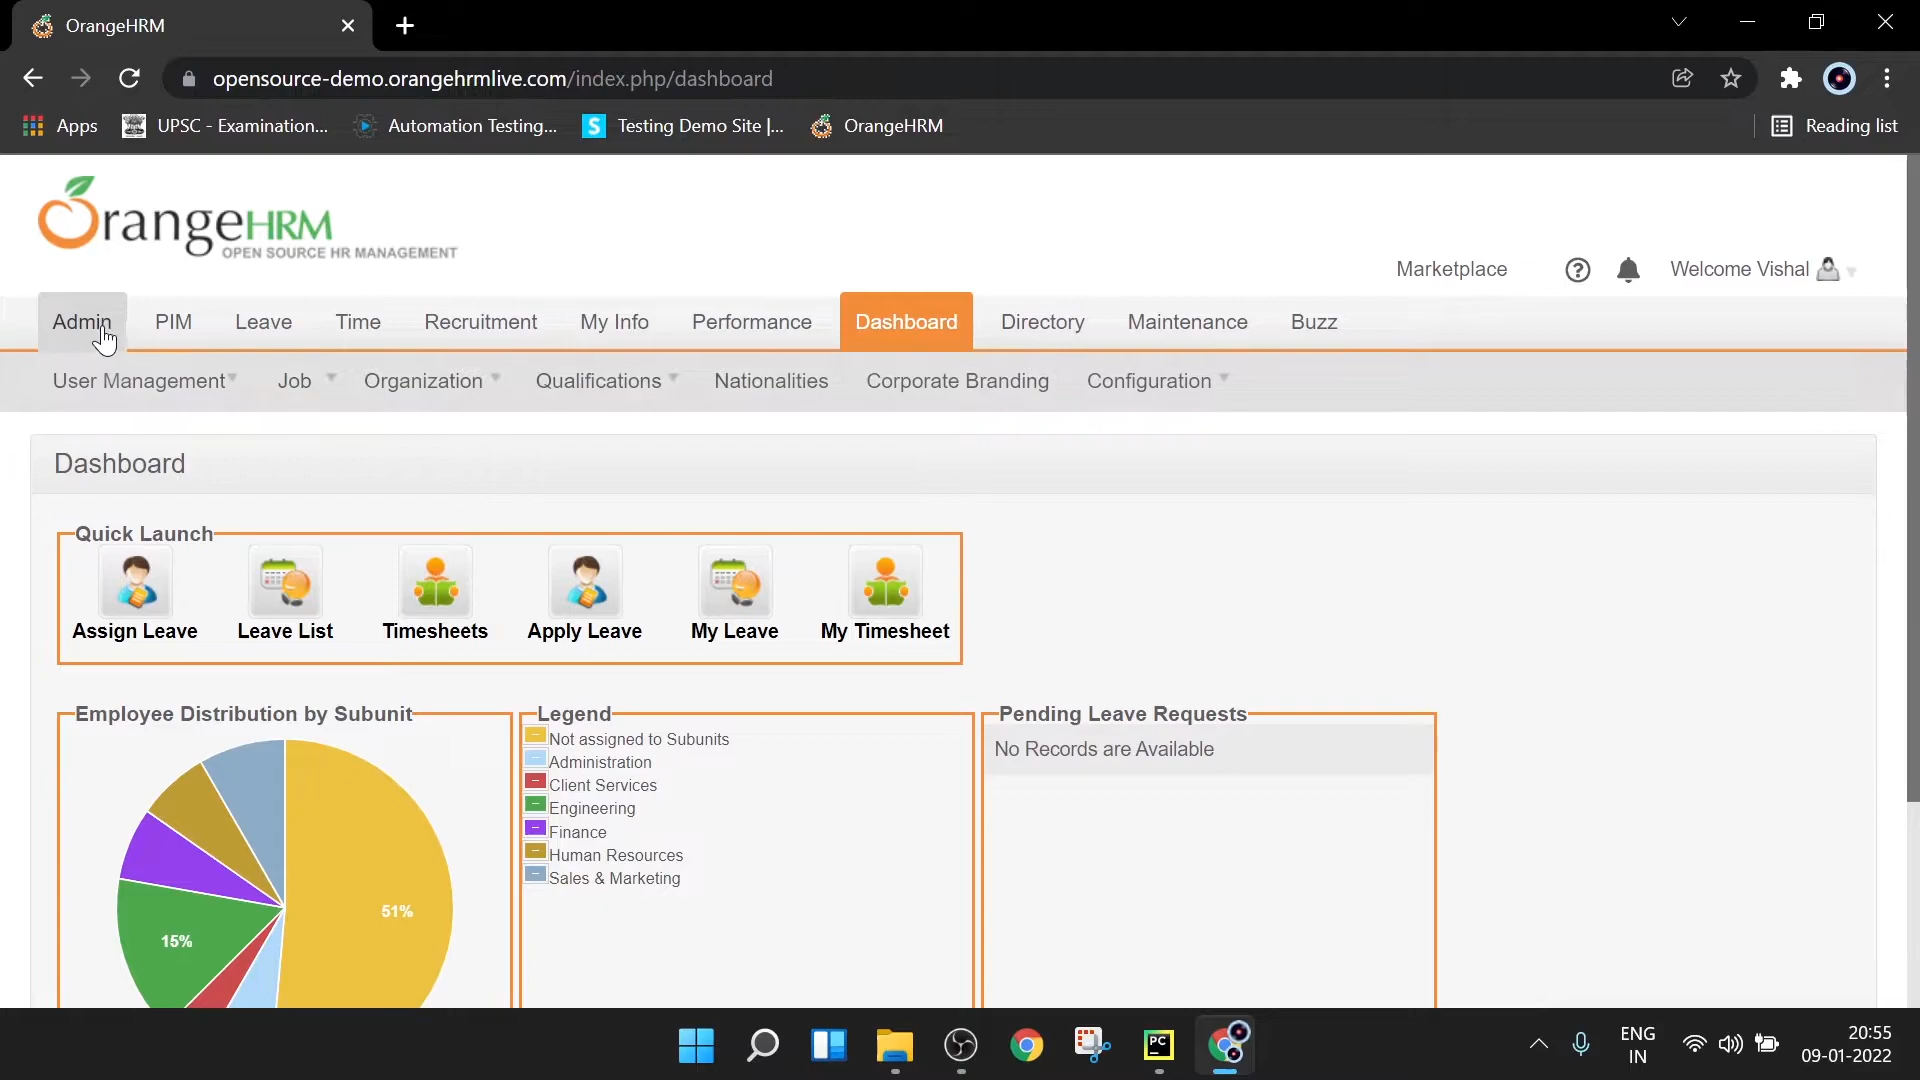 OrangeHRM
opensource-demo.orangehrmlive.com/index.php/dashboard
Apps UPSC - Examination... Automation Testing... S Testing Demo Site |... OrangeHRM Reading list
OrangeHRM
OPEN SOURCE HR MANAGEMENT
Marketplace ? Welcome Vishal
Admin PIM Leave Time Recruitment My Info Performance Dashboard Directory Maintenance Buzz
User Management Job Organization Qualifications Nationalities Corporate Branding Configuration
Dashboard
Quick Launch
Assign Leave Leave List Timesheets Apply Leave My Leave My Timesheet
Employee Distribution by Subunit Legend Pending Leave Requests
Not assigned to Subunits
No Records are Available
Administration
Client Services
Engineering
Finance
Human Resources
Sales & Marketing
51%
15%
PC
ENG
IN
20:55
09-01-2022